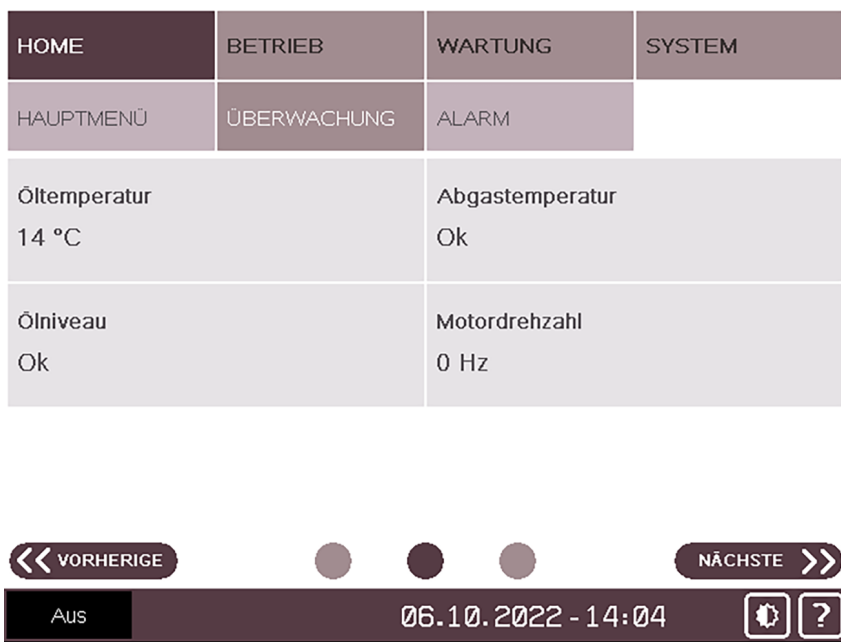 HOME BETRIEB WARTUNG SYSTEM
HAUPTMENÜ ÜBERWACHUNG ALARM
Öltemperatur Abgastemperatur
14 °C Ok
Ölniveau Motordrehzahl
Ok 0 Hz
VORHERIGE NÄCHSTE
Aus 06.10.2022 - 14:04 ?